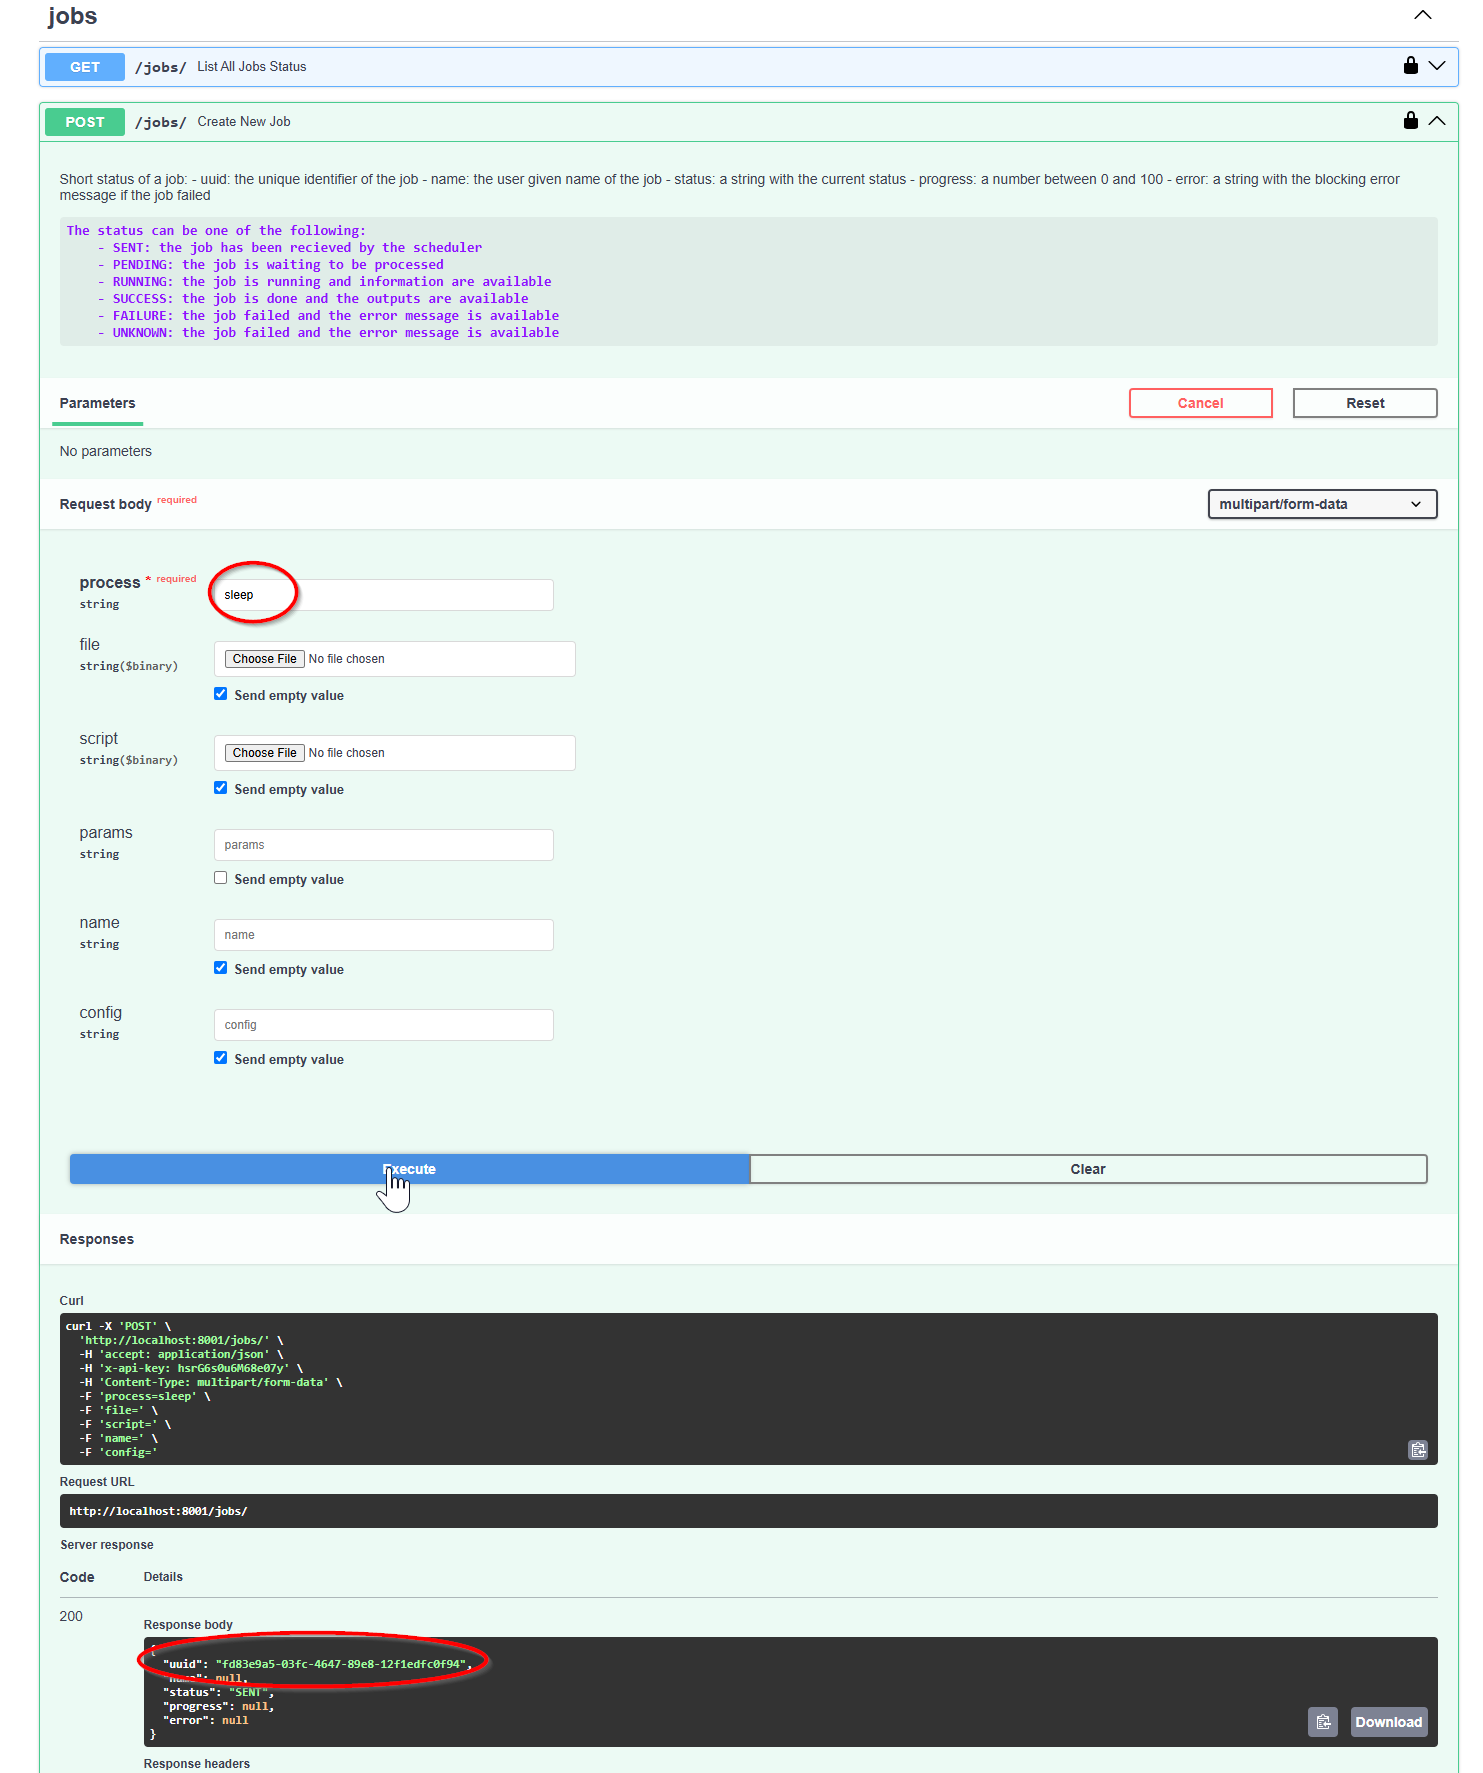 jobs
GET /jobs/ List All Jobs Status
POST /jobs/ Create New Job
Short status of a job: - uuid: the unique identifier of the job - name: the user given name of the job - status: a string with the current status - progress: a number between 0 and 100 - error: a string with the blocking error
message if the job failed
The status can be one of the following:
- SENT: the job has been recieved by the scheduler
- PENDING: the job is waiting to be processed
- RUNNING: the job is running and information are available
- SUCCESS: the job is done and the outputs are available
- FAILURE: the job failed and the error message is available
- UNKNOWN: the job failed and the error message is available
Parameters Cancel Reset
No parameters
Request body required multipart/form-data
process * required
string
sleep
file
string($binary)
Choose File No file chosen
Send empty value
script
string($binary)
Choose File No file chosen
Send empty value
params
string
params
Send empty value
name
string
name
Send empty value
config
string
config
Send empty value
Execute Clear
Responses
Curl
curl -X 'POST' \
'http://localhost:8001/jobs/' \
-H 'accept: application/json' \
-H 'x-api-key: hsrG6s0u6M68e07y' \
-H 'Content-Type: multipart/form-data' \
-F 'process=sleep' \
-F 'file=' \
-F 'script=' \
-F 'name=' \
-F 'config='
Request URL
http://localhost:8001/jobs/
Server response
Code Details
200
Response body
{
"uuid": "fd83e9a5-03fc-4647-89e8-12f1edfc0f94",
"name": null,
"status": "SENT",
"progress": null,
"error": null
}
Download
Response headers